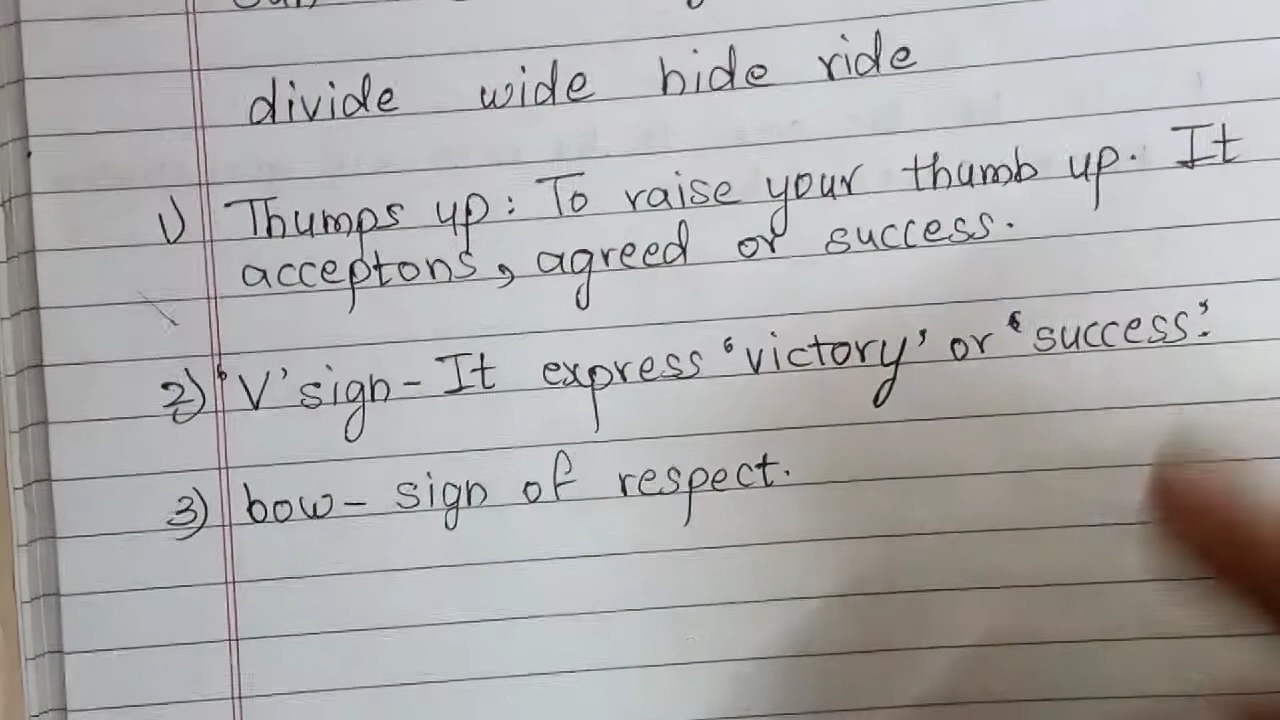 divide wide hide ride
1) Thumps up: To raise your thumb up. It
acceptons, agreed or success.
2) 'V' sign - It express 'victory' or 'success'.
3) bow - sign of respect.